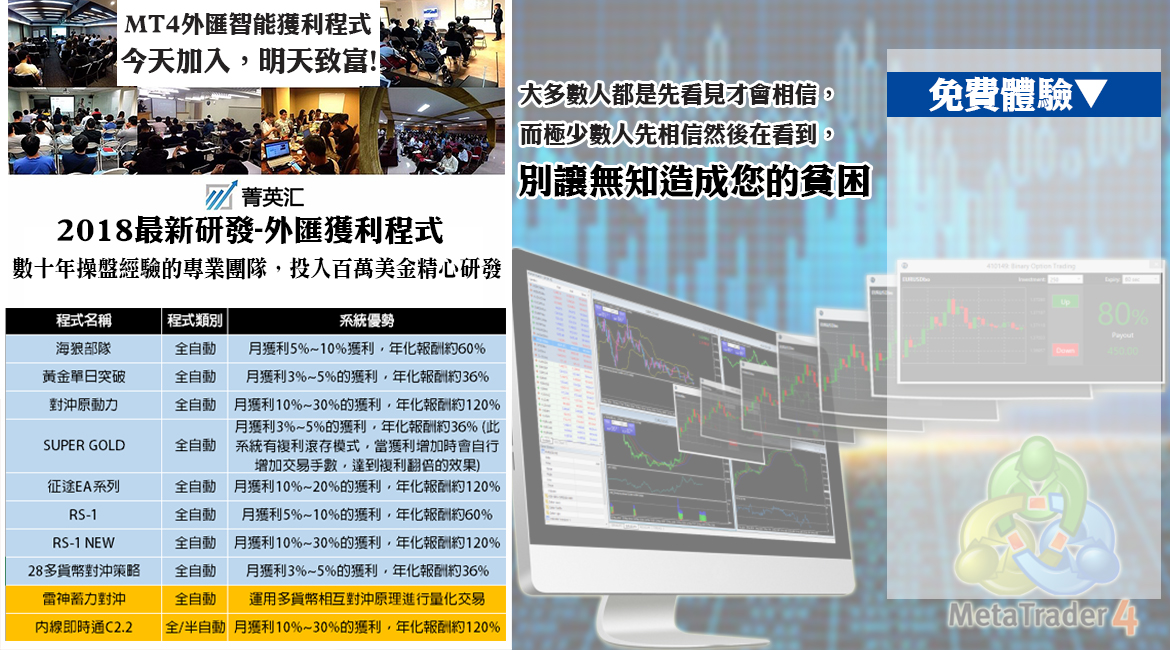 MT4外匯智能獲利程式
今天加入，明天致富!
菁英汇
2018最新研發-外匯獲利程式
數十年操盤經驗的專業團隊，投入百萬美金精心研發
程式名稱 程式類別 系統優勢
海狼部隊 全自動 月獲利5%~10%獲利，年化報酬約60%
黃金單日突破 全自動 月獲利3%~5%的獲利，年化報酬約36%
對沖原動力 全自動 月獲利10%~30%的獲利，年化報酬約120%
SUPER GOLD 全自動 月獲利3%~5%的獲利，年化報酬約36% (此
系統有複利滾存模式，當獲利增加時會自行
增加交易手數，達到複利翻倍的效果)
征途EA系列 全自動 月獲利10%~20%的獲利，年化報酬約120%
RS-1 全自動 月獲利5%~10%的獲利，年化報酬約60%
RS-1 NEW 全自動 月獲利10%~30%的獲利，年化報酬約120%
28多貨幣對沖策略 全自動 月獲利3%~5%的獲利，年化報酬約36%
雷神蓄力對沖 全自動 運用多貨幣相互對沖原理進行量化交易
內線即時通C2.2 全/半自動 月獲利10%~30%的獲利，年化報酬約120%
大多數人都是先看見才會相信，
而極少數人先相信然後在看到，
別讓無知造成您的貧困
免費體驗▼
Binary Option Trading
Up
80%
Payout
Down
MetaTrader 4